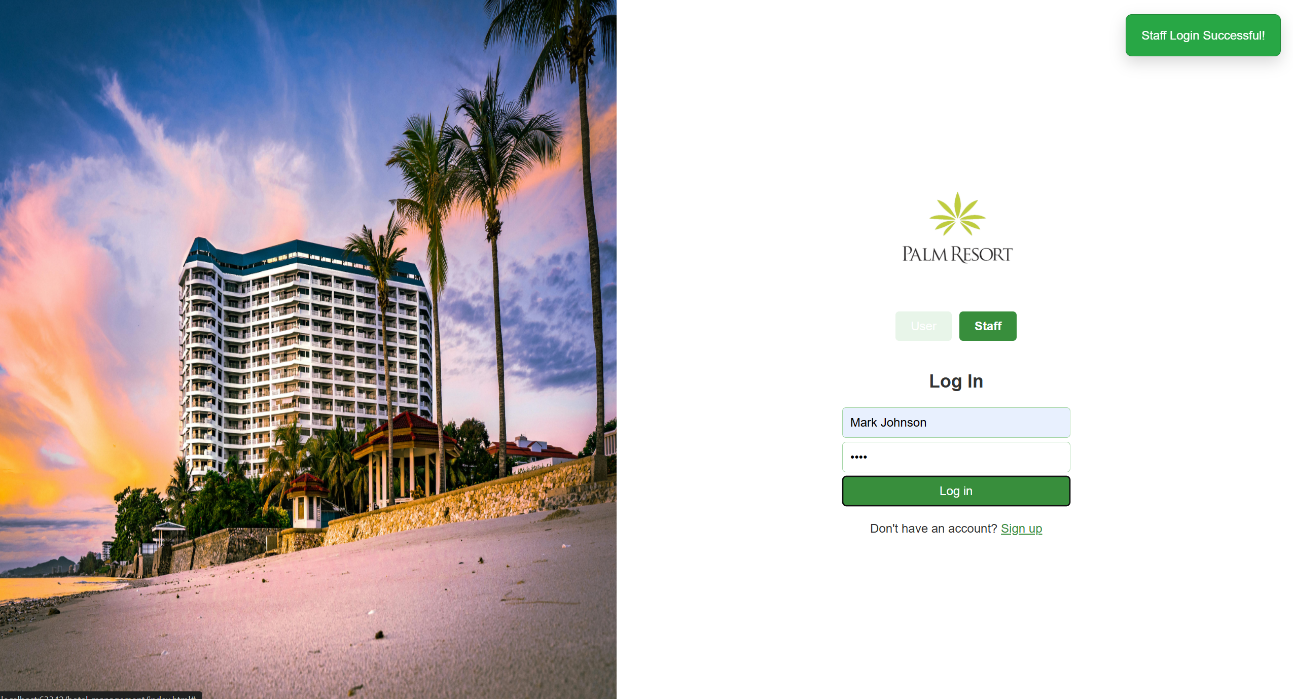 Staff Login Successful!
PALM RESORT
User
Staff
Log In
Mark Johnson
••••
Log in
Don't have an account? Sign up